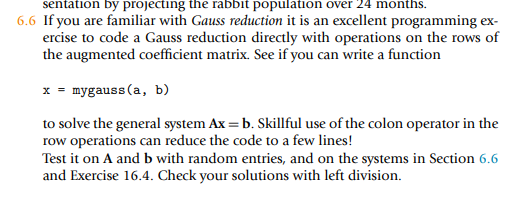 sentation by projecting the rabbit population over 24 months.
6.6 If you are familiar with Gauss reduction it is an excellent programming ex-
ercise to code a Gauss reduction directly with operations on the rows of
the augmented coefficient matrix. See if you can write a function
x = mygauss(a, b)
to solve the general system Ax = b. Skillful use of the colon operator in the
row operations can reduce the code to a few lines!
Test it on A and b with random entries, and on the systems in Section 6.6
and Exercise 16.4. Check your solutions with left division.